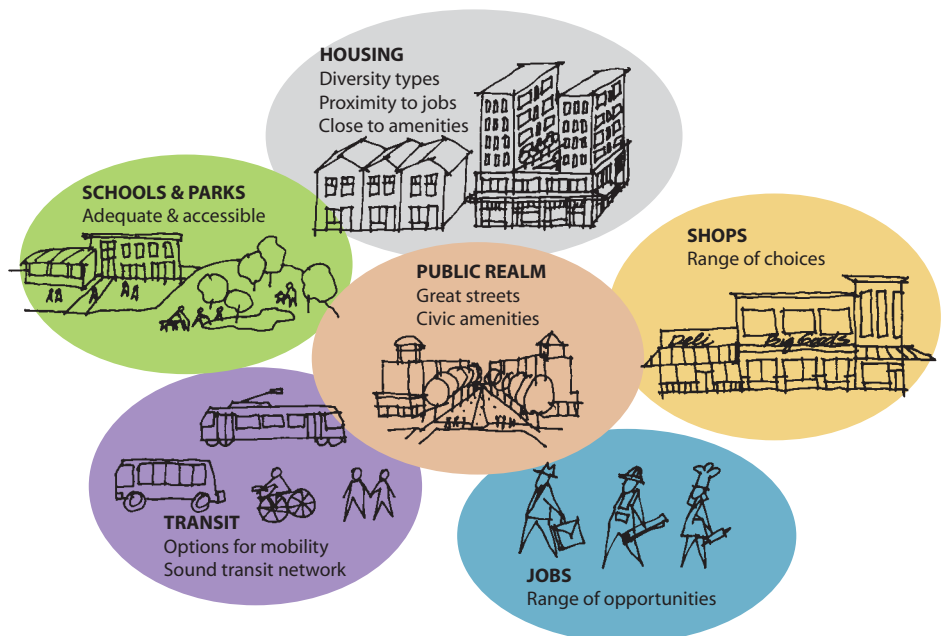 HOUSING
Diversity types
Proximity to jobs
Close to amenities
SCHOOLS & PARKS
Adequate & accessible
SHOPS
Range of choices
Deli
Big Goods
PUBLIC REALM
Great streets
Civic amenities
TRANSIT
Options for mobility
Sound transit network
JOBS
Range of opportunities